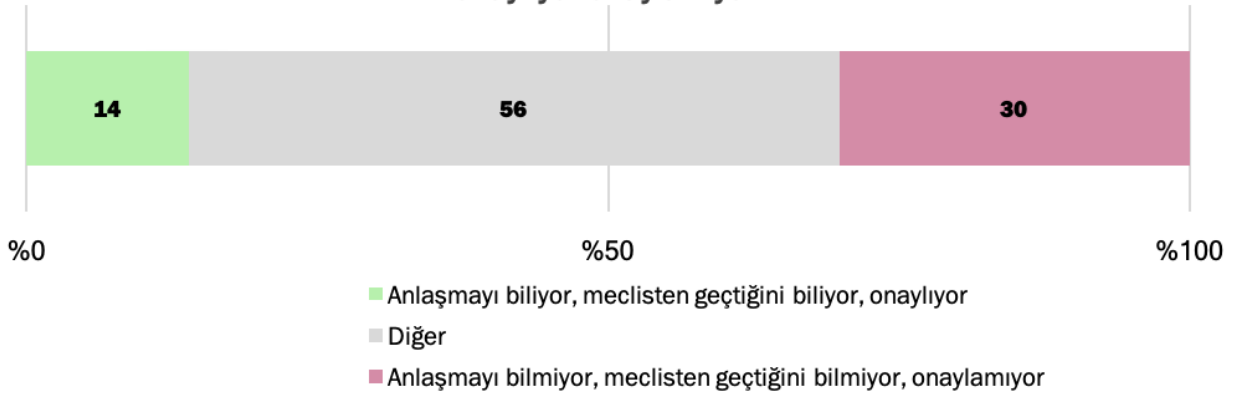 14 56 30
%0 %50 %100
Anlaşmayı biliyor, meclisten geçtiğini biliyor, onaylıyor
Diğer
Anlaşmayı bilmiyor, meclisten geçtiğini bilmiyor, onaylamıyor